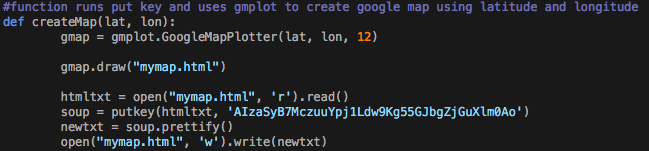 #function runs put key and uses gmplot to create google map using latitude and longitude
def createMap(lat, lon):
gmap = gmplot.GoogleMapPlotter(lat, lon, 12)
gmap.draw("mymap.html")
htmltxt = open("mymap.html", 'r').read()
soup = putkey(htmltxt, 'AIzaSyB7MczuuYpj1Ldw9Kg55GJbgZjGuXlm0Ao')
newtxt = soup.prettify()
open("mymap.html", 'w').write(newtxt)